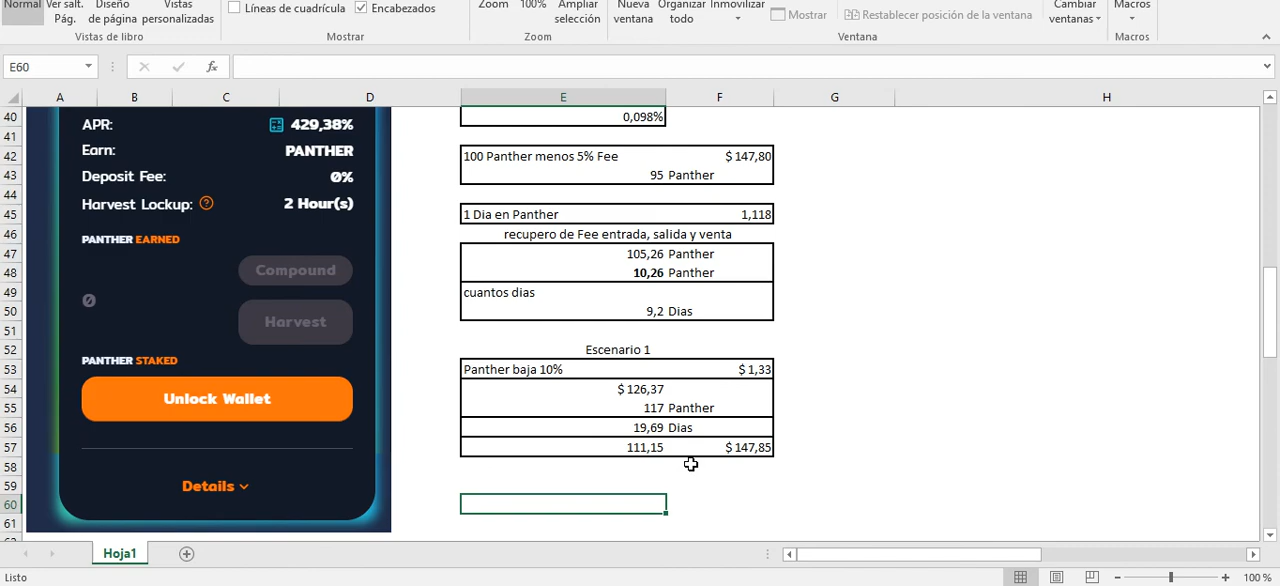 Normal Ver salt. Diseño Vistas
Pág. de página personalizadas
Vistas de libro
Líneas de cuadrícula Encabezados
Mostrar
Zoom 100% Ampliar
selección
Zoom
Nueva Organizar Inmovilizar
ventana todo
Mostrar
Restablecer posición de la ventana
Cambiar
ventanas
Ventana
Macros
Macros
E60
fx
A B C D E F G H
40 0,098%
41
42 100 Panther menos 5% Fee $ 147,80
43 95 Panther
44
45 1 Dia en Panther 1,118
46 recupero de Fee entrada, salida y venta
47 105,26 Panther
48 10,26 Panther
49 cuantos dias
50 9,2 Dias
51
52 Escenario 1
53 Panther baja 10% $ 1,33
54 $ 126,37
55 117 Panther
56 19,69 Dias
57 111,15 $ 147,85
58
59
60
61
APR: 429,38%
Earn: PANTHER
Deposit Fee: 0%
Harvest Lockup: ? 2 Hour(s)
PANTHER EARNED
Compound
0
Harvest
PANTHER STAKED
Unlock Wallet
Details
Hoja1
Listo
100 %